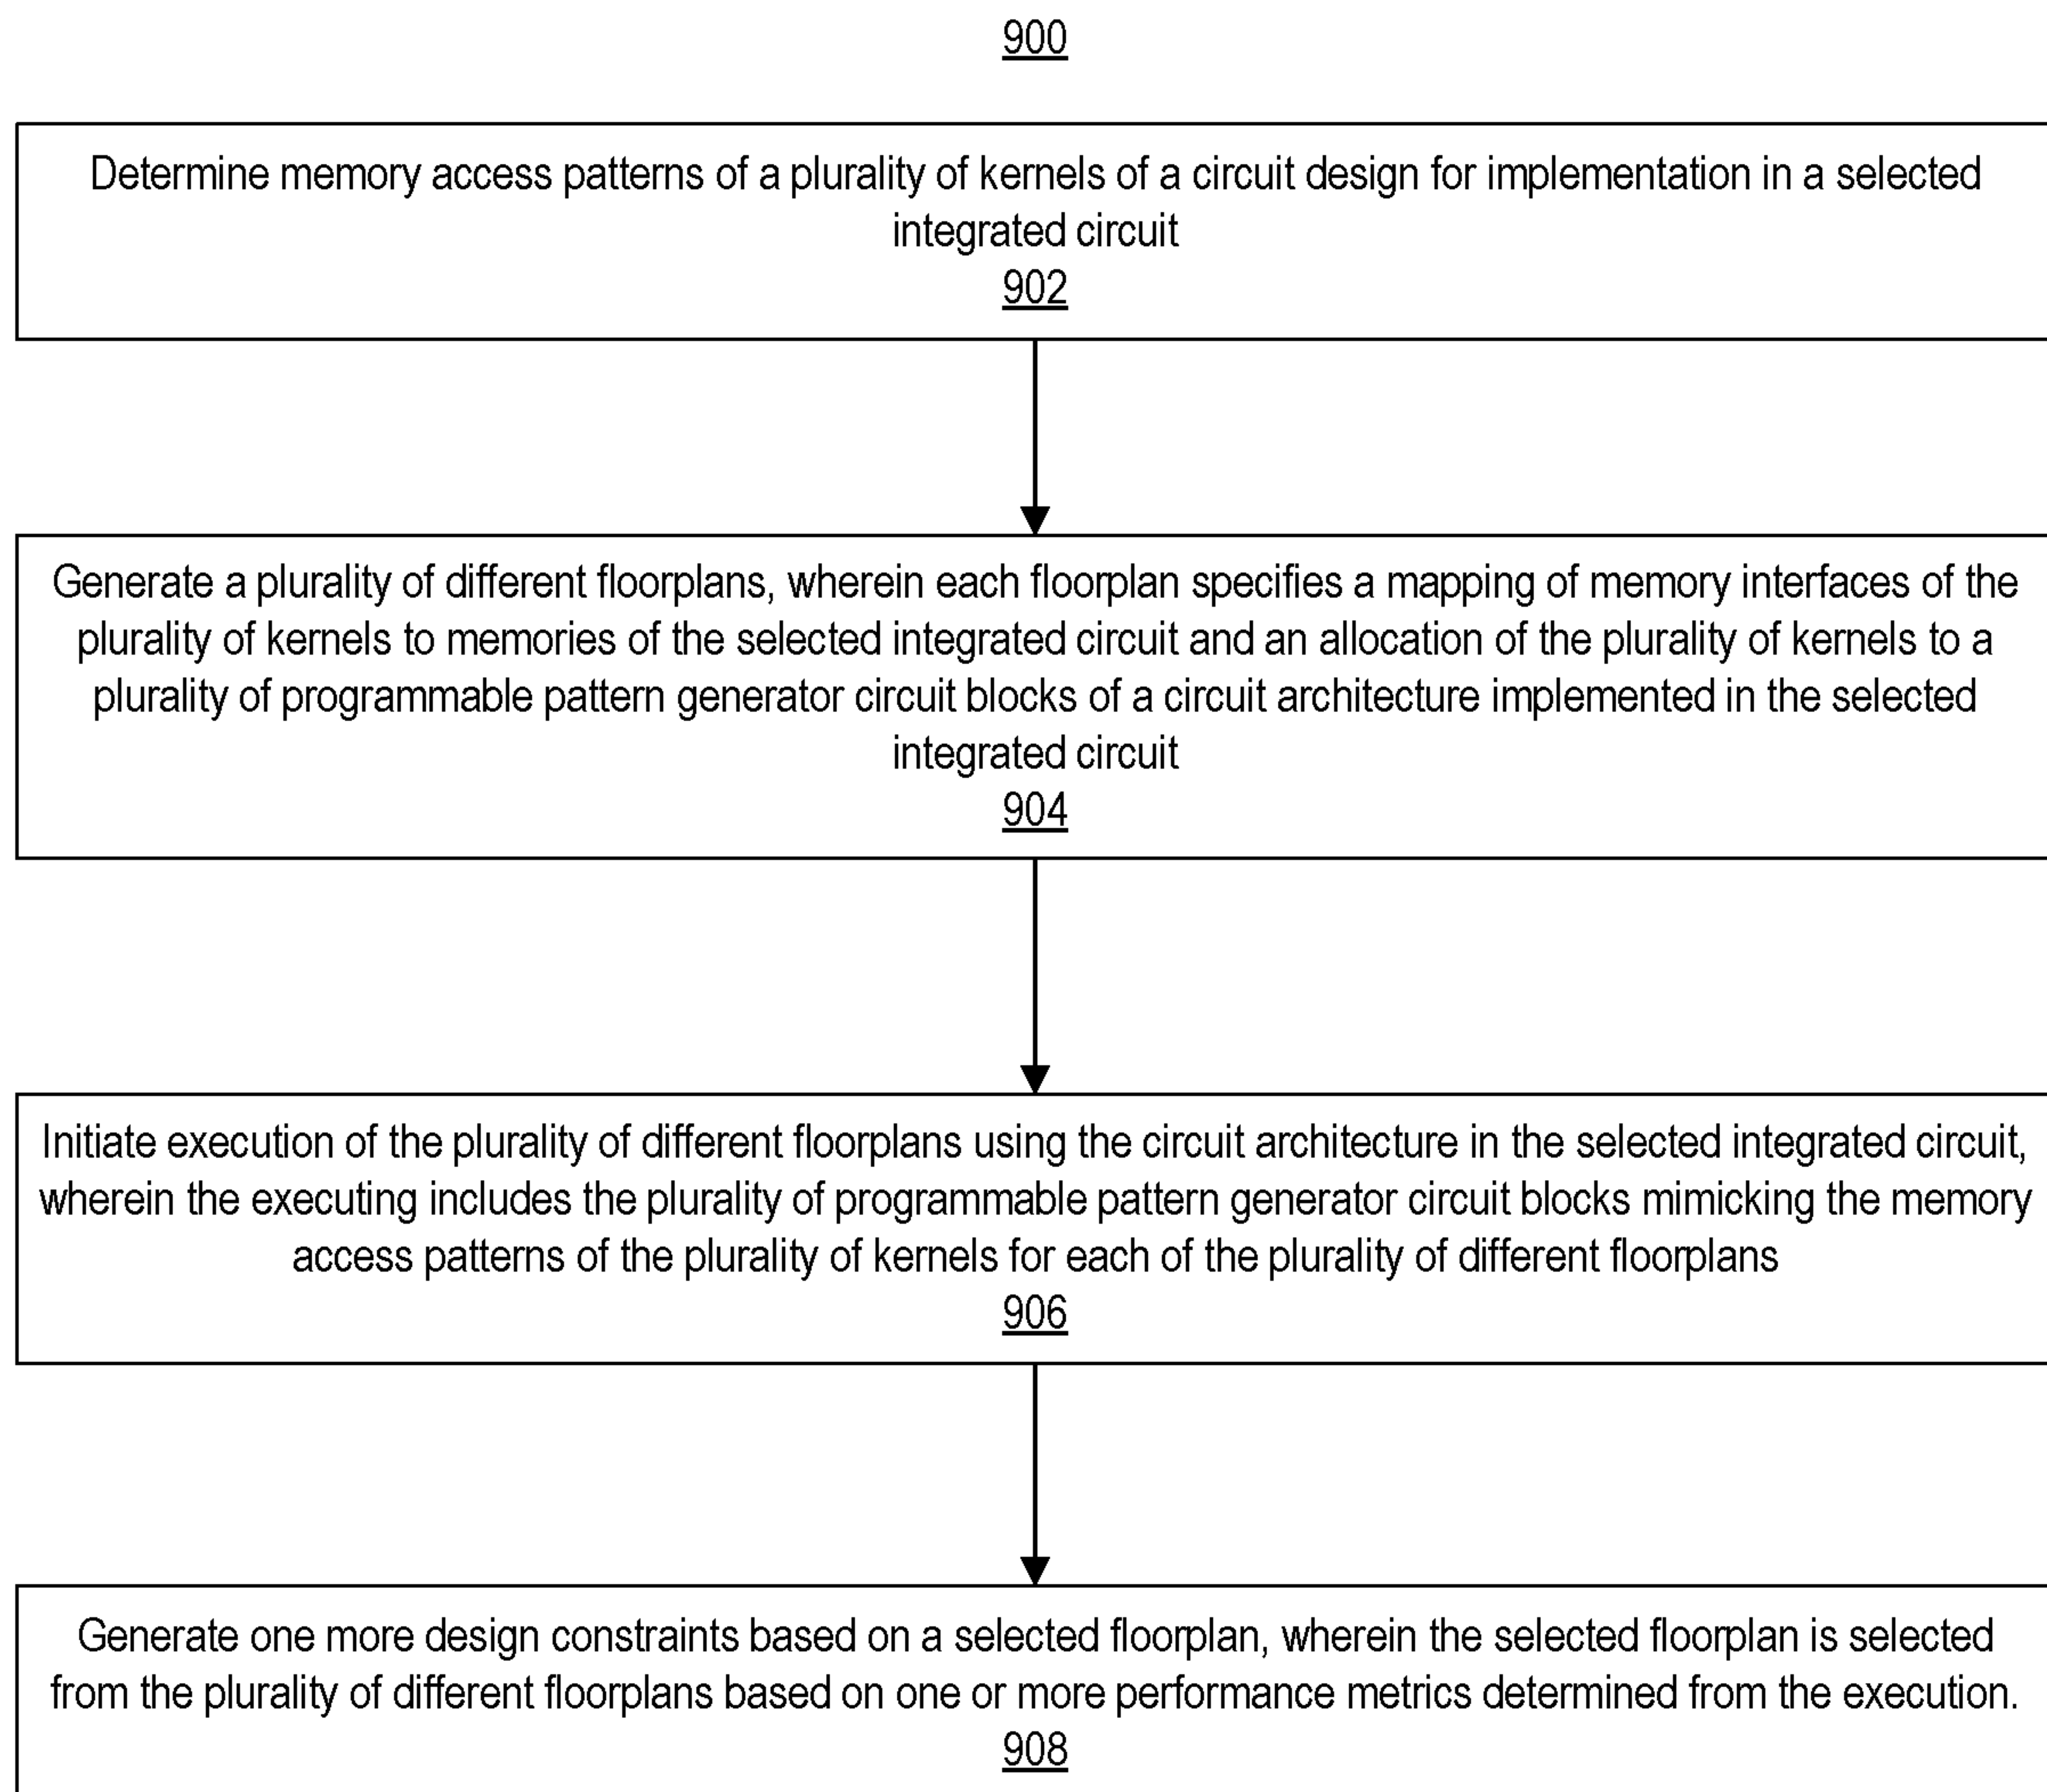 900
Determine memory access patterns of a plurality of kernels of a circuit design for implementation in a selected
integrated circuit
902
Generate a plurality of different floorplans, wherein each floorplan specifies a mapping of memory interfaces of the
plurality of kernels to memories of the selected integrated circuit and an allocation of the plurality of kernels to a
plurality of programmable pattern generator circuit blocks of a circuit architecture implemented in the selected
integrated circuit
904
Initiate execution of the plurality of different floorplans using the circuit architecture in the selected integrated circuit,
wherein the executing includes the plurality of programmable pattern generator circuit blocks mimicking the memory
access patterns of the plurality of kernels for each of the plurality of different floorplans
906
Generate one more design constraints based on a selected floorplan, wherein the selected floorplan is selected
from the plurality of different floorplans based on one or more performance metrics determined from the execution.
908